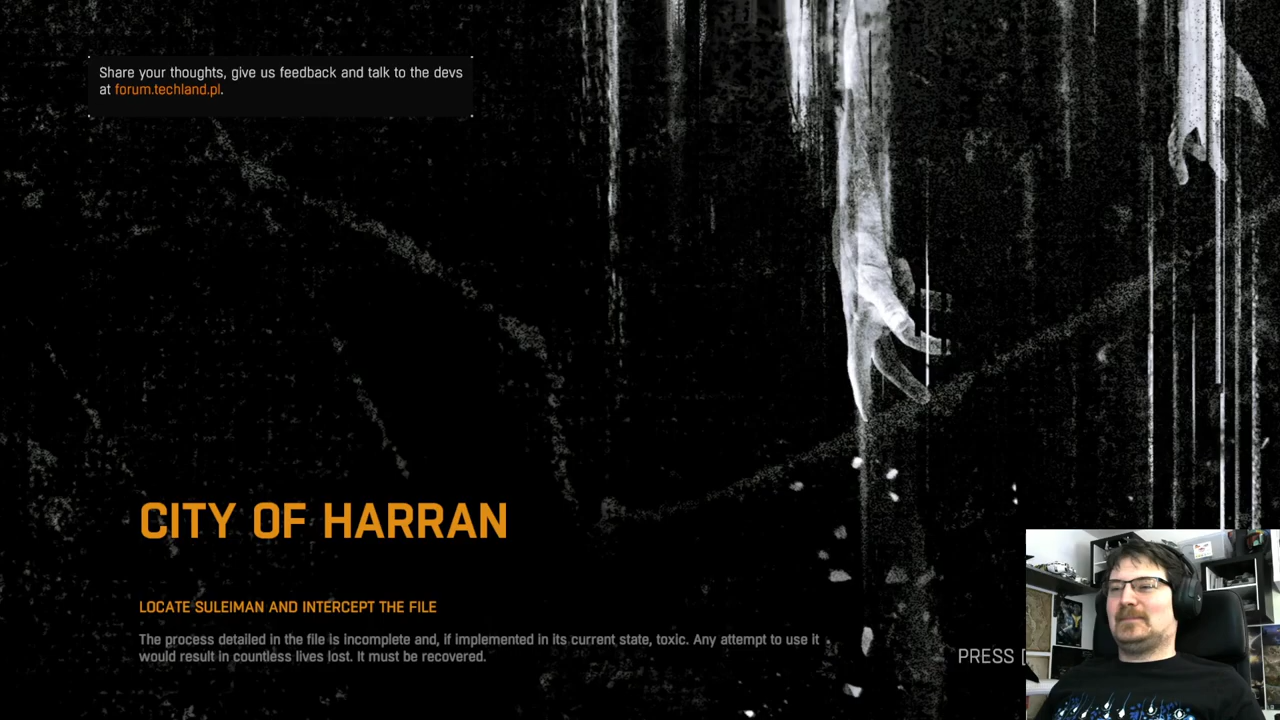 Share your thoughts, give us feedback and talk to the devs
at forum.techland.pl.
CITY OF HARRAN
LOCATE SULEIMAN AND INTERCEPT THE FILE
The process detailed in the file is incomplete and, if implemented in its current state, toxic. Any attempt to use it
would result in countless lives lost. It must be recovered.
PRESS [